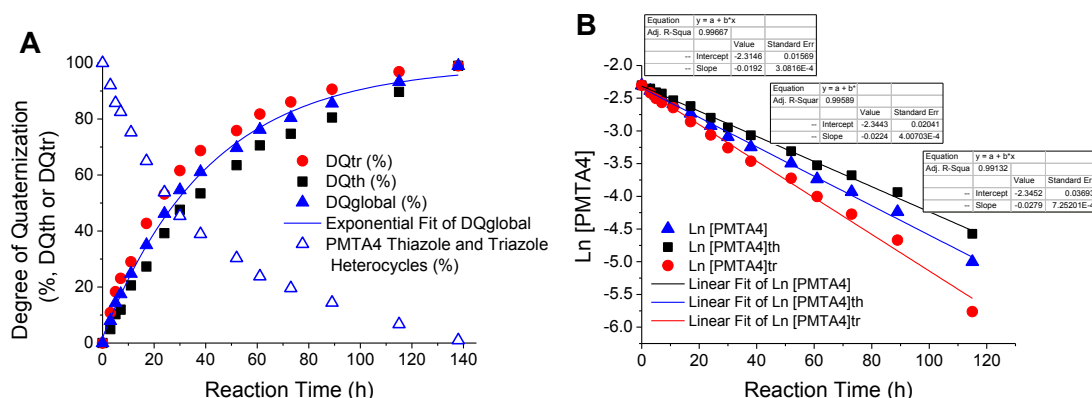 A
Degree of Quaternization
(%, DQth or DQtr)
100
80
60
40
20
0
0 20 40 60 80 100 120 140
Reaction Time (h)
DQtr (%)
DQth (%)
DQglobal (%)
Exponential Fit of DQglobal
PMTA4 Thiazole and Triazole
Heterocycles (%)
B
Ln [PMTA4]
-2.0
-2.5
-3.0
-3.5
-4.0
-4.5
-5.0
-5.5
-6.0
0 20 40 60 80 100 120
Reaction Time (h)
Equation y = a + b*x
Adj. R-Squa 0.99667
Value Standard Err
-- Intercept -2.3146 0.01569
-- Slope -0.0192 3.0816E-4
Equation y = a + b*
Adj. R-Squar 0.99589
Value Standard Err
-- Intercept -2.3443 0.02041
-- Slope -0.0224 4.00703E-4
Equation y = a + b*x
Adj. R-Squa 0.99132
Value Standard Err
-- Intercept -2.3452 0.03693
-- Slope -0.0279 7.25201E-4
Ln [PMTA4]
Ln [PMTA4]th
Ln [PMTA4]tr
Linear Fit of Ln [PMTA4]
Linear Fit of Ln [PMTA4]th
Linear Fit of Ln [PMTA4]tr